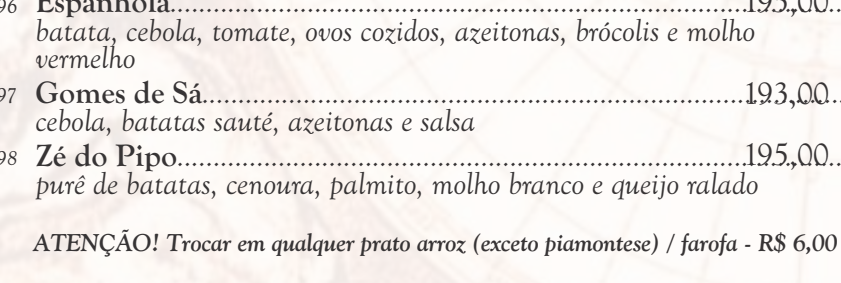 96 Espanhola........195,00
batata, cebola, tomate, ovos cozidos, azeitonas, brócolis e molho
vermelho
97 Gomes de Sá........193,00
cebola, batatas sauté, azeitonas e salsa
98 Zé do Pipo........195,00
purê de batatas, cenoura, palmito, molho branco e queijo ralado
ATENÇÃO! Trocar em qualquer prato arroz (exceto piamontese) / farofa - R$ 6,00